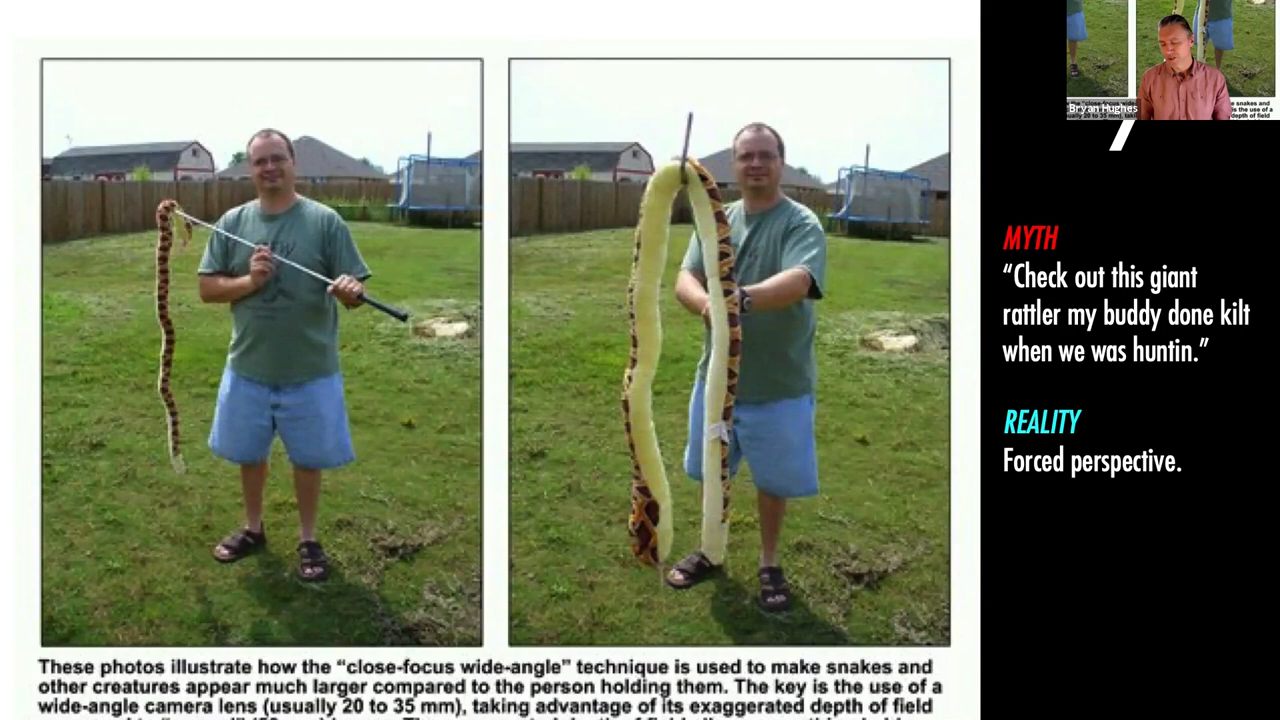 Bryan Hughes
MYTH
“Check out this giant
rattler my buddy done kilt
when we was huntin.”
REALITY
Forced perspective.
These photos illustrate how the “close-focus wide-angle” technique is used to make snakes and
other creatures appear much larger compared to the person holding them. The key is the use of a
wide-angle camera lens (usually 20 to 35 mm), taking advantage of its exaggerated depth of field